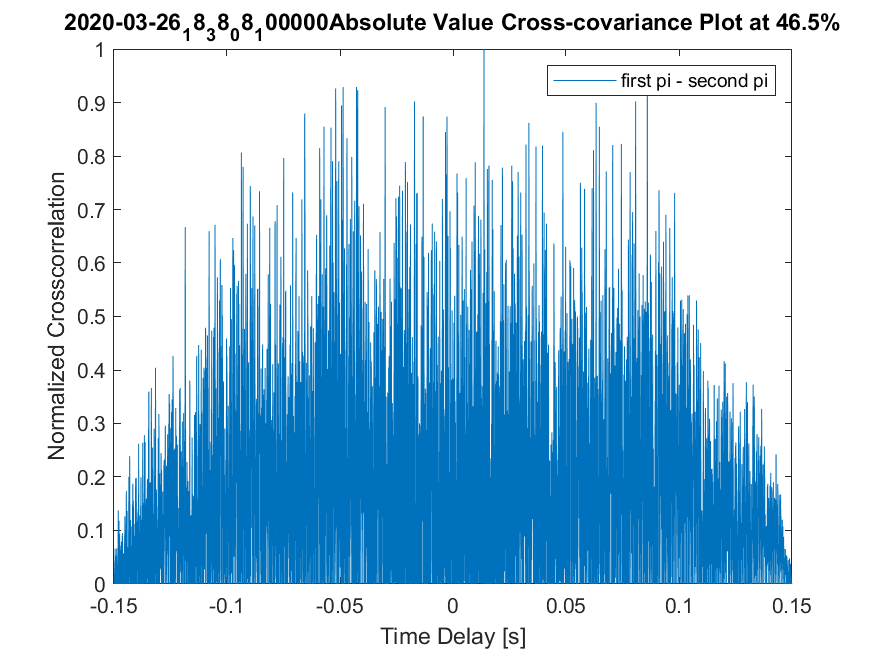 2020-03-26₁8₃8₀8₁00000Absolute Value Cross-covariance Plot at 46.5%
first pi - second pi
Normalized Crosscorrelation
1
0.9
0.8
0.7
0.6
0.5
0.4
0.3
0.2
0.1
0
-0.15 -0.1 -0.05 0 0.05 0.1 0.15
Time Delay [s]